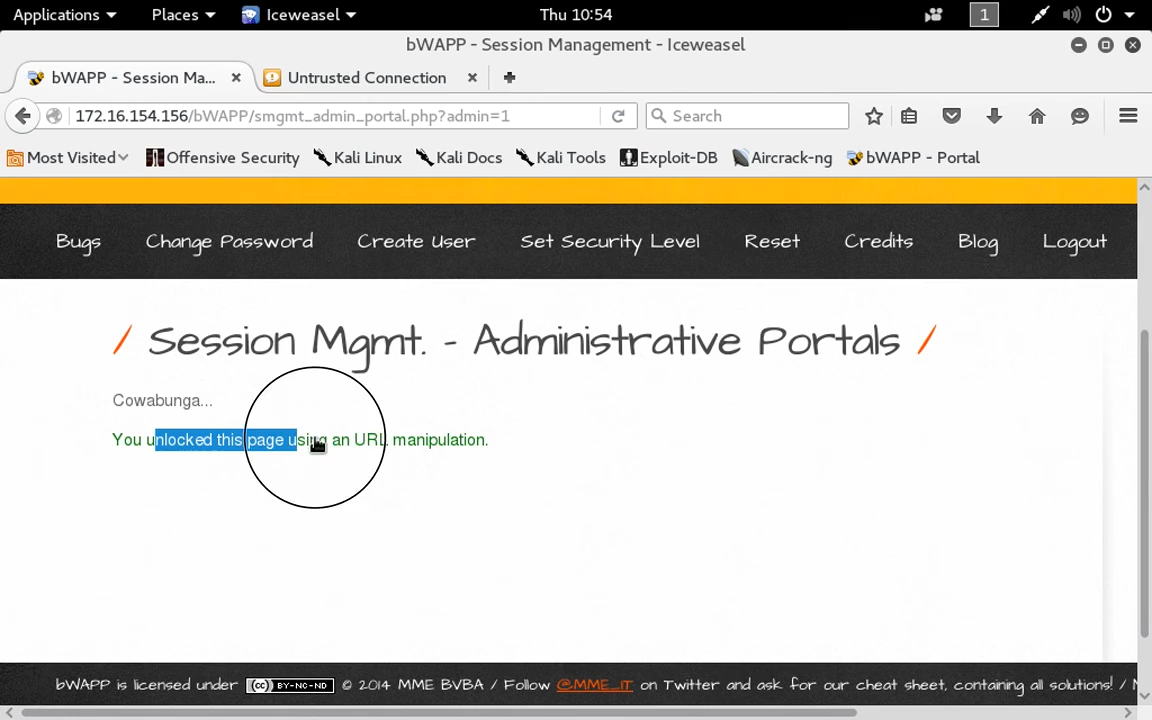 Applications Places Iceweasel Thu 10:54 1
bWAPP - Session Management - Iceweasel
bWAPP - Session Ma... Untrusted Connection
172.16.154.156/bWAPP/smgmt_admin_portal.php?admin=1 Search
Most Visited Offensive Security Kali Linux Kali Docs Kali Tools Exploit-DB Aircrack-ng bWAPP - Portal
Bugs Change Password Create User Set Security Level Reset Credits Blog Logout
/ Session Mgmt. - Administrative Portals /
Cowabunga...
You unlocked this page using an URL manipulation.
bWAPP is licensed under cc BY-NC-ND © 2014 MME BVBA / Follow @MME_IT on Twitter and ask for our cheat sheet, containing all solutions! /